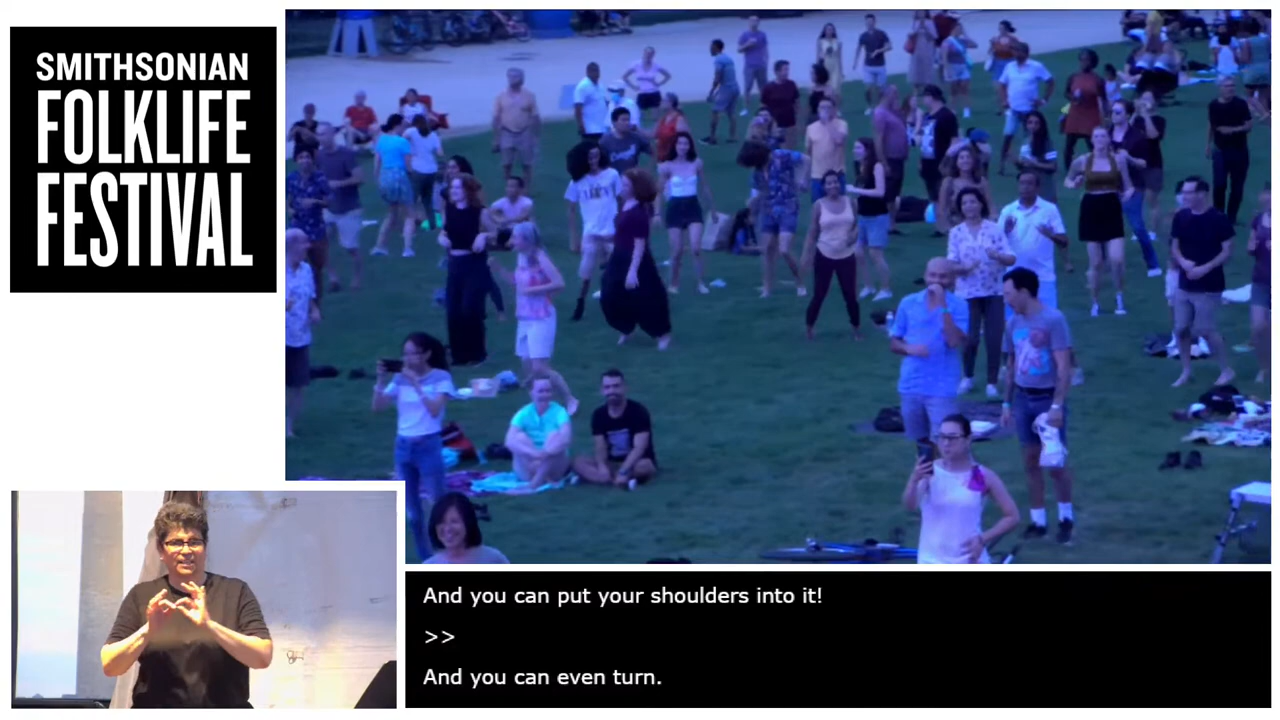 SMITHSONIAN
FOLKLIFE
FESTIVAL
And you can put your shoulders into it!
>>
And you can even turn.